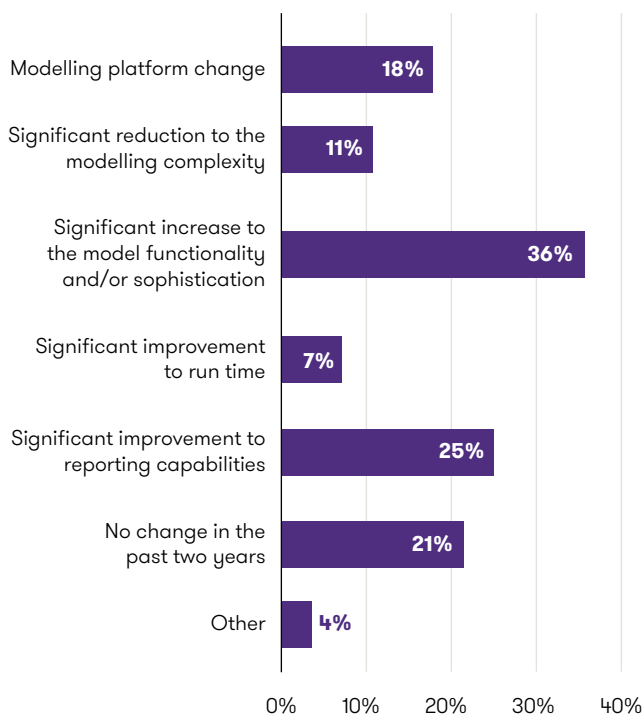 Modelling platform change
18%
Significant reduction to the
modelling complexity
11%
Significant increase to
the model functionality
and/or sophistication
36%
Significant improvement
to run time
7%
Significant improvement to
reporting capabilities
25%
No change in the
past two years
21%
Other
4%
0% 10% 20% 30% 40%